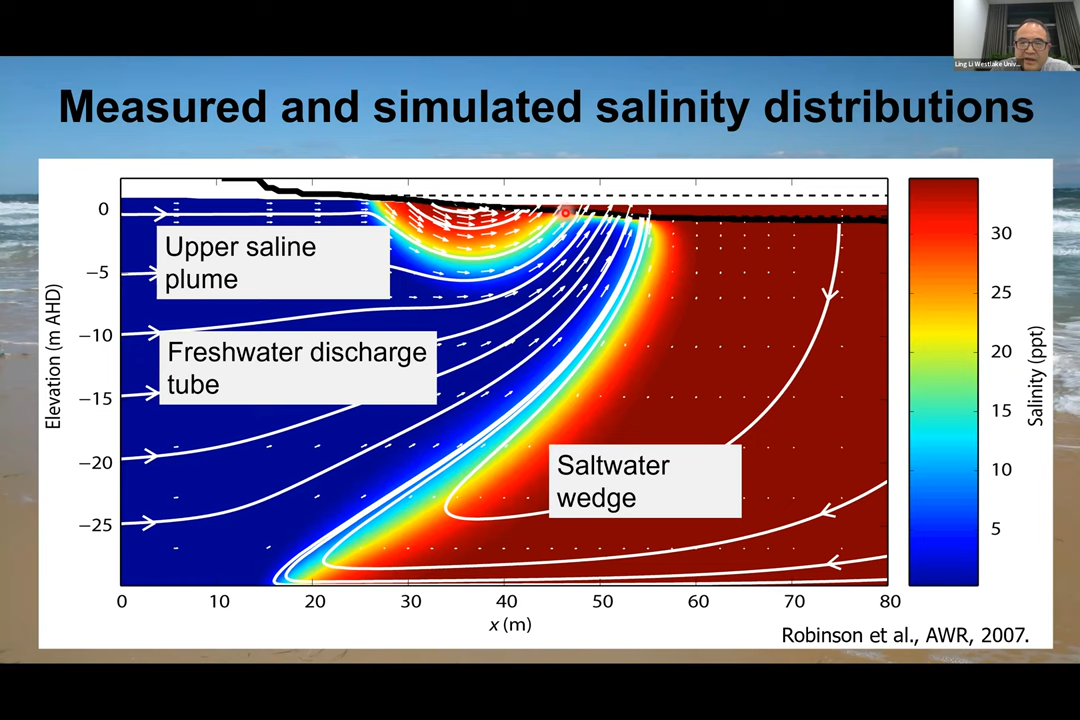 Ling Li Westlake Univ...
Measured and simulated salinity distributions
0
−5
−10
−15
−20
−25
Elevation (m AHD)
Upper saline
plume
Freshwater discharge
tube
Saltwater
wedge
0 10 20 30 40 50 60 70 80
x (m)
30
25
20
15
10
5
Salinity (ppt)
Robinson et al., AWR, 2007.